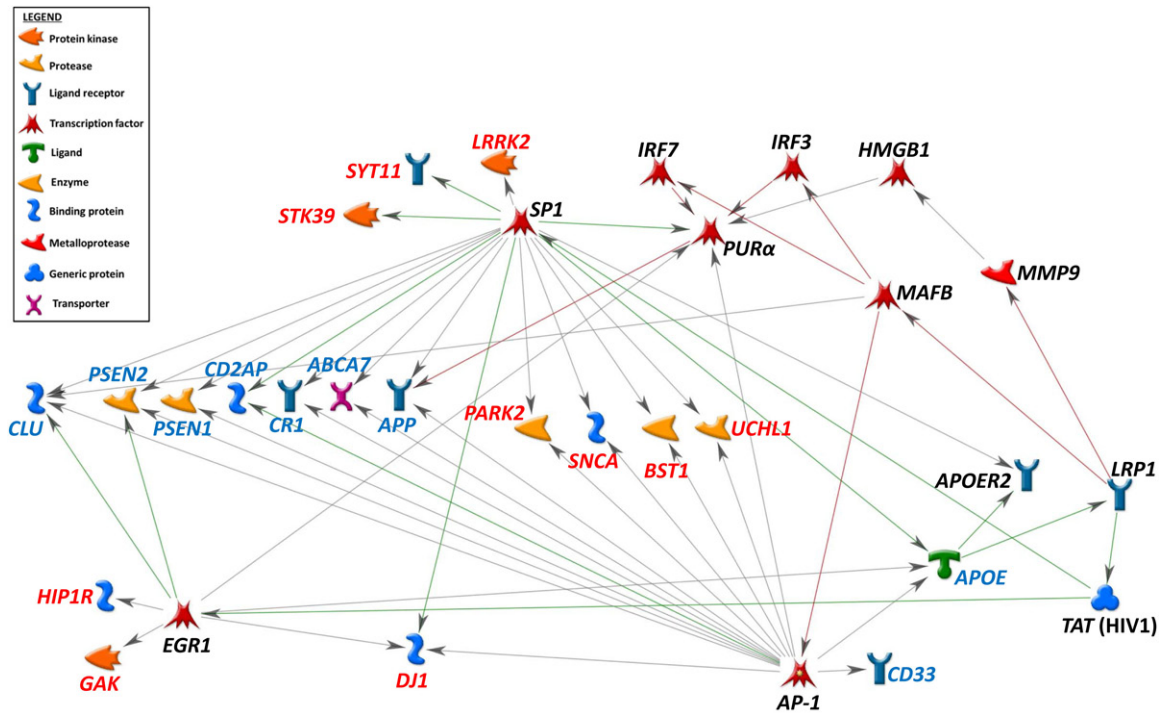 LEGEND
Protein kinase
Protease
Ligand receptor
Transcription factor
Ligand
Enzyme
Binding protein
Metalloprotease
Generic protein
Transporter
LRRK2
SYT11
STK39
SP1
IRF7
IRF3
HMGB1
PURα
MMP9
MAFB
PSEN2
CD2AP
ABCA7
CLU
PSEN1
CR1
APP
PARK2
SNCA
BST1
UCHL1
APOER2
LRP1
APOE
TAT (HIV1)
HIP1R
EGR1
GAK
DJ1
AP-1
CD33